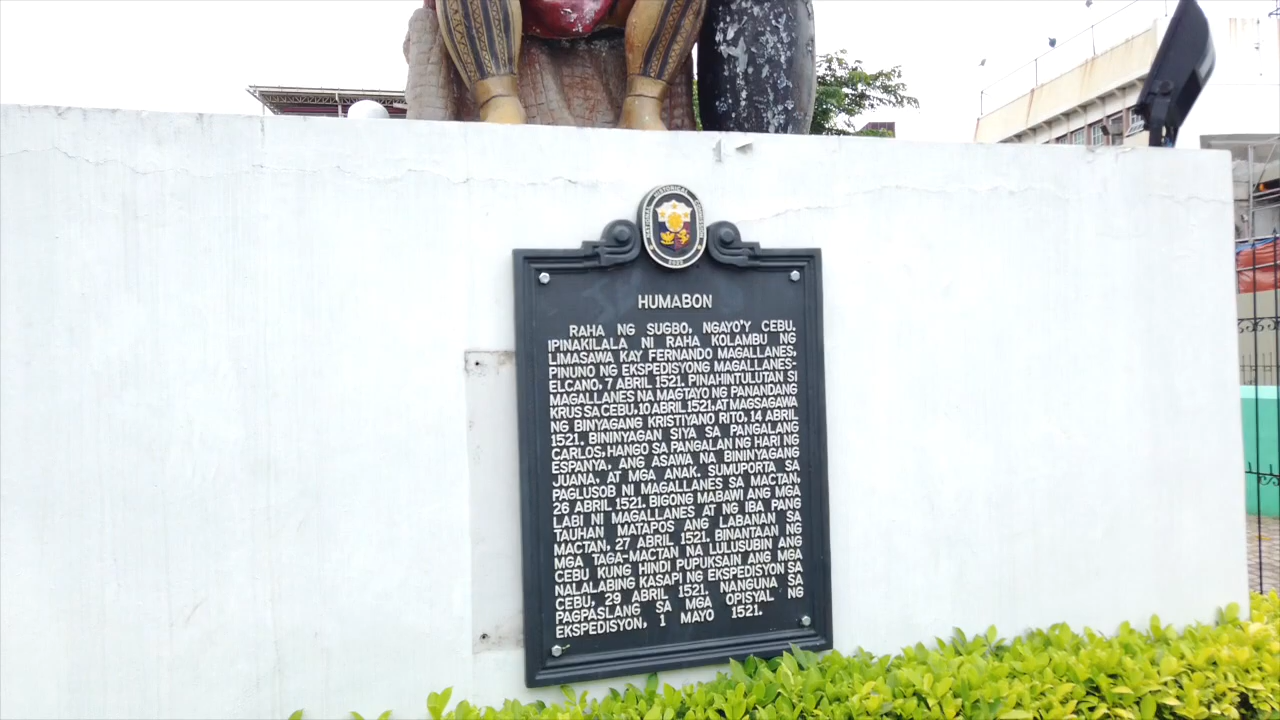 NATIONAL HISTORICAL COMMISSION
HUMABON
RAHA NG SUGBO, NGAYO'Y CEBU.
IPINAKILALA NI RAHA KOLAMBU NG
LIMASAWA KAY FERNANDO MAGALLANES,
PINUNO NG EKSPEDISYONG MAGALLANES-
ELCANO, 7 ABRIL 1521. PINAHINTULUTAN SI
MAGALLANES NA MAGTAYO NG PANANDANG
KRUS SA CEBU, 10 ABRIL 1521, AT MAGSAGAWA
NG BINYAGANG KRISTIYANO RITO, 14 ABRIL
1521. BININYAGAN SIYA SA PANGALANG
CARLOS, HANGO SA PANGALAN NG HARI NG
ESPANYA, ANG ASAWA NA BININYAGANG
JUANA, AT MGA ANAK. SUMUPORTA SA
PAGLUSOB NI MAGALLANES SA MACTAN,
26 ABRIL 1521. BIGONG MABAWI ANG MGA
LABI NI MAGALLANES AT NG IBA PANG
TAUHAN MATAPOS ANG LABANAN SA
MACTAN, 27 ABRIL 1521. BINANTAAN NG
MGA TAGA-MACTAN NA LULUSUBIN ANG
CEBU KUNG HINDI PUPUKSAIN ANG MGA
NALALABING KASAPI NG EKSPEDISYON SA
CEBU, 29 ABRIL 1521. NANGUNA SA
PAGPASLANG SA MGA OPISYAL NG
EKSPEDISYON, 1 MAYO 1521.